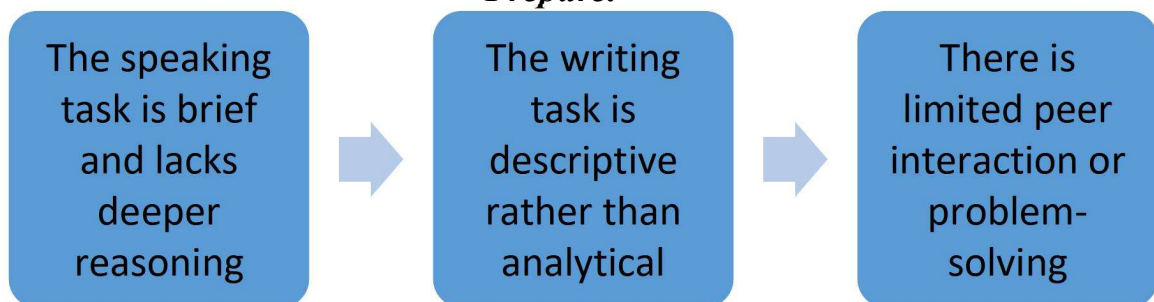 Prepare.
The speaking
task is brief
and lacks
deeper
reasoning
The writing
task is
descriptive
rather than
analytical
There is
limited peer
interaction or
problem-
solving